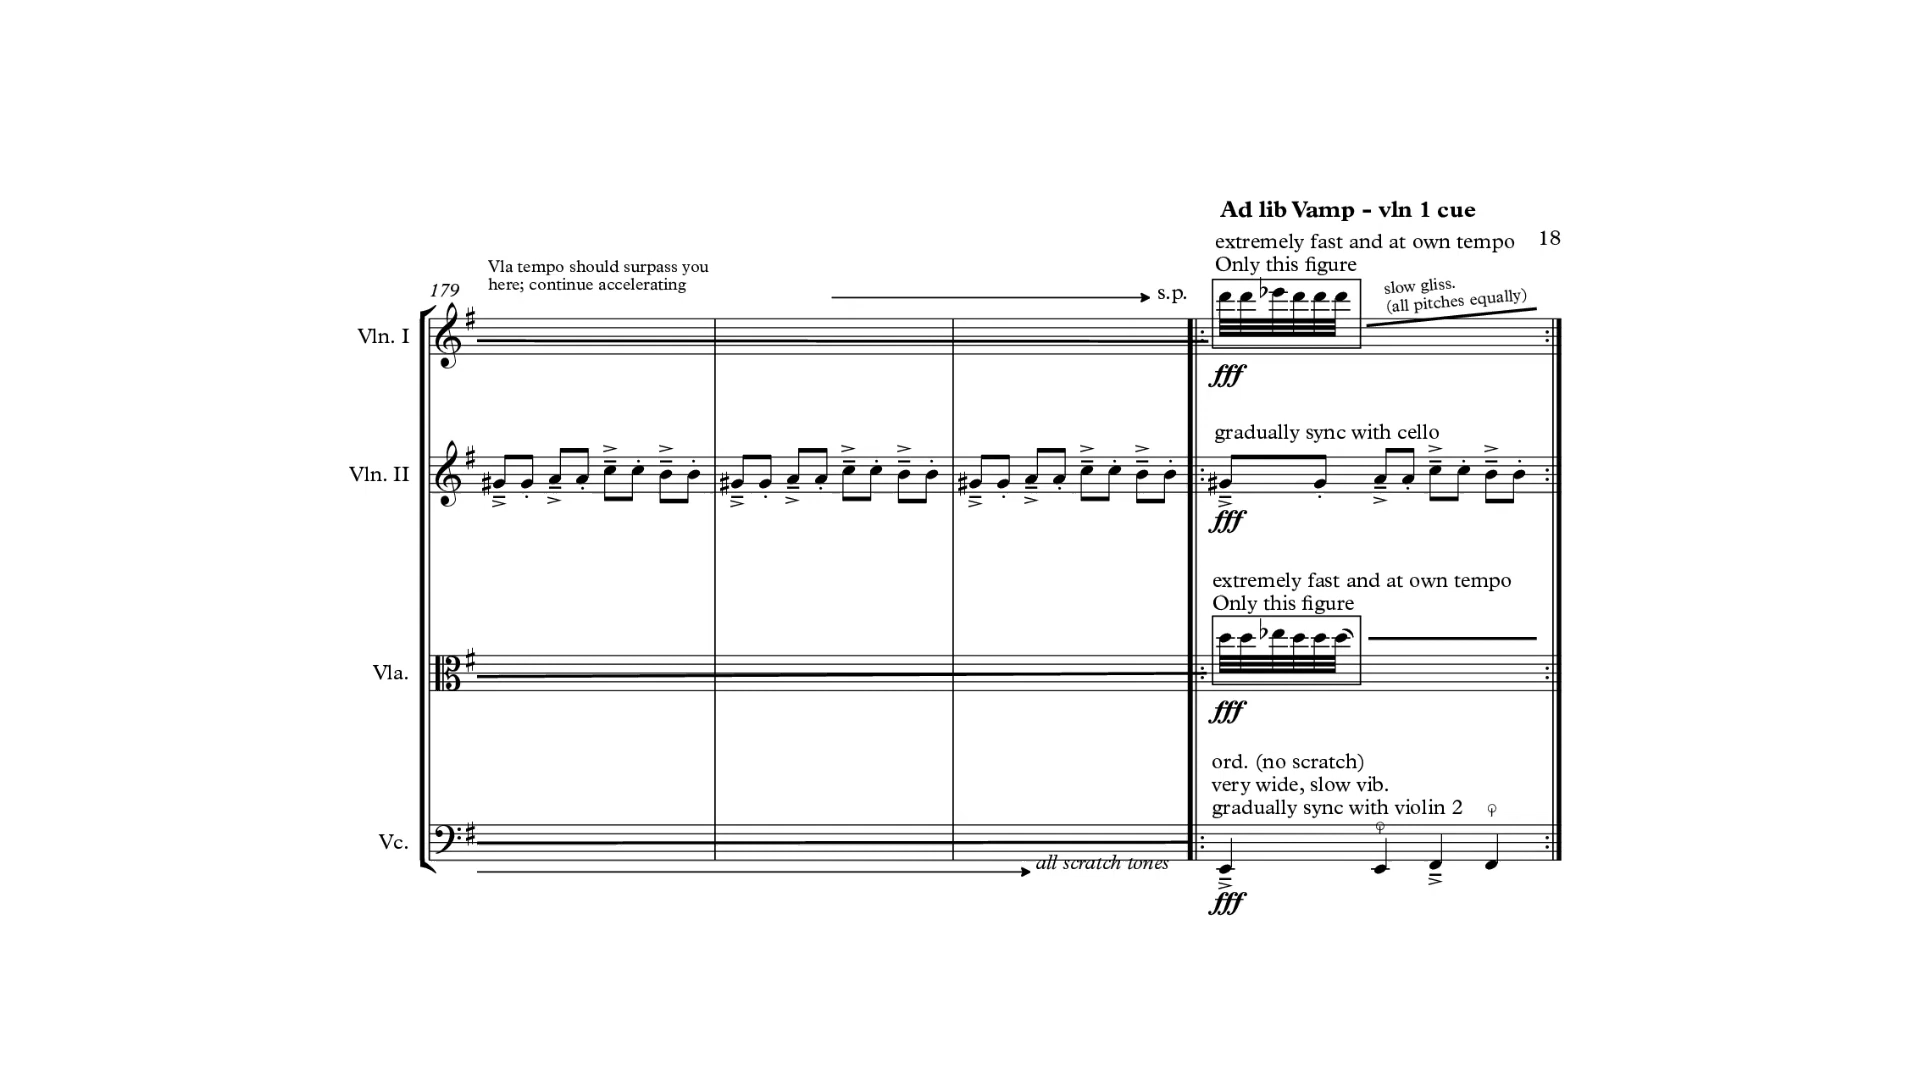 Ad lib Vamp - vln 1 cue
extremely fast and at own tempo
18
Only this figure
Vla tempo should surpass you
here; continue accelerating
179
s.p.
slow gliss.
(all pitches equally)
Vln. I
fff
gradually sync with cello
Vln. II
fff
extremely fast and at own tempo
Only this figure
Vla.
fff
ord. (no scratch)
very wide, slow vib.
gradually sync with violin 2
Vc.
all scratch tones
fff